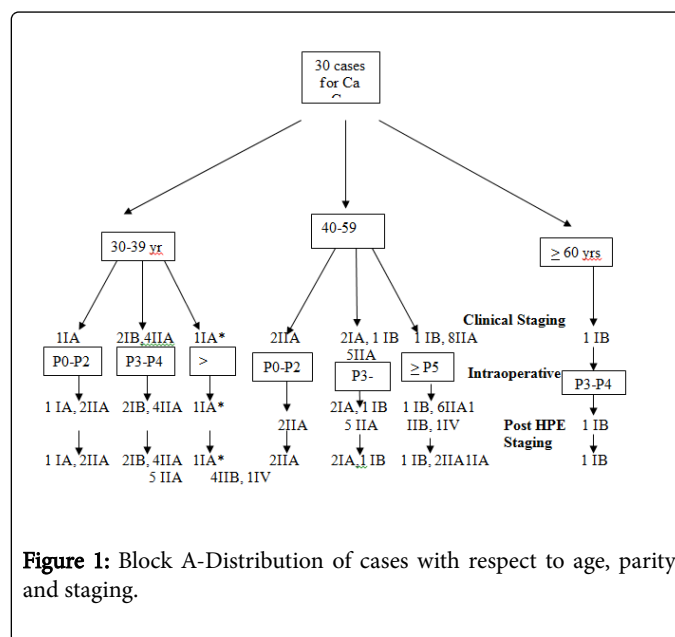 30 cases
for Ca
30-39 yr
40-59
≥ 60 yrs
Clinical Staging
1IA 2IB,4IIA 1IA* 2IIA 2IA, 1 IB 1 IB, 8IIA 1 IB
5IIA
P0-P2 P3-P4 > P0-P2 P3- ≥ P5 Intraoperative P3-P4
1 IA, 2IIA 2IB, 4IIA 1IA* 2IIA 2IA, 1 IB 1 IB, 6IIA1 1 IB
5 IIA IIB, 1IV
Post HPE
Staging
1 IA, 2IIA 2IB, 4IIA 1IA* 2IIA 2IA,1 IB 1 IB, 2IIA1IA 1 IB
5 IIA 4IIB, 1IV
Figure 1: Block A-Distribution of cases with respect to age, parity
and staging.